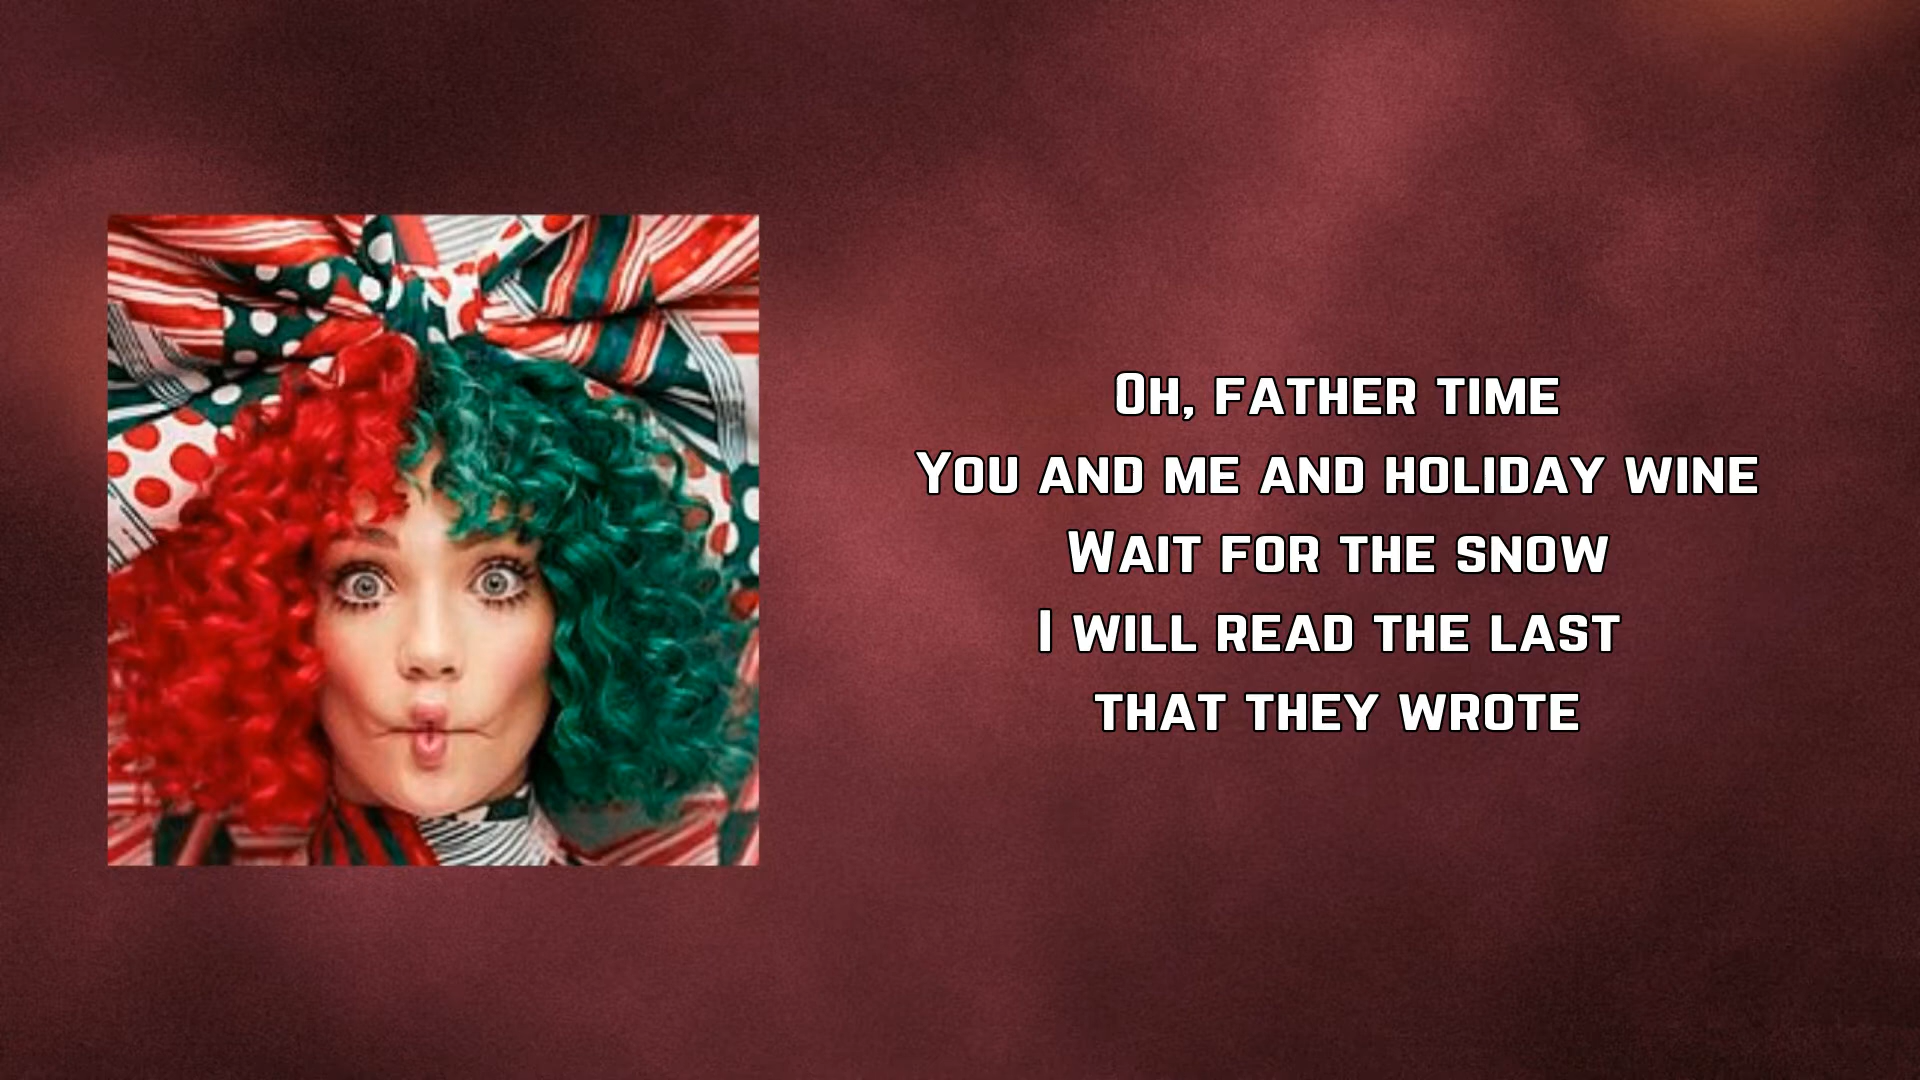 Oh, father time
You and me and holiday wine
Wait for the snow
I will read the last
that they wrote